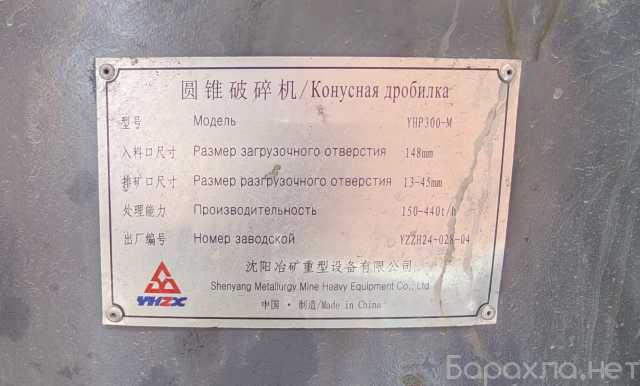 圆锥破碎机/Конусная дробилка
型号 Модель YHP300-M
入料口尺寸 Размер загрузочного отверстия 148mm
排矿口尺寸 Размер разгрузочного отверстия 13-45mm
处理能力 Производительность 150-440t/h
出厂编号 Номер заводской YZZH24-028-04
沈阳冶矿重型设备有限公司
YHZX
Shenyang Metallurgy Mine Heavy Equipment Co., Ltd
中国·制造/Made in China
Барахла.нет